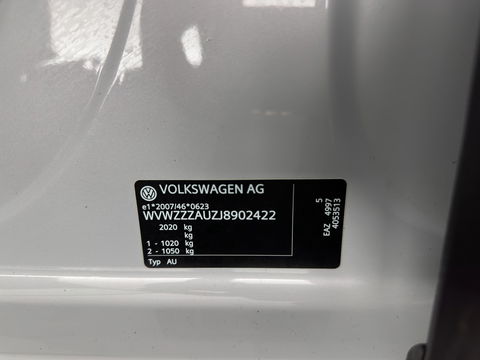 VOLKSWAGEN AG
e1*2007/46*0623
WVWZZZAUZJ8902422
2020 kg
kg
1 - 1020 kg
2 - 1050 kg
Typ AU
5
EAZ 4997
4053513